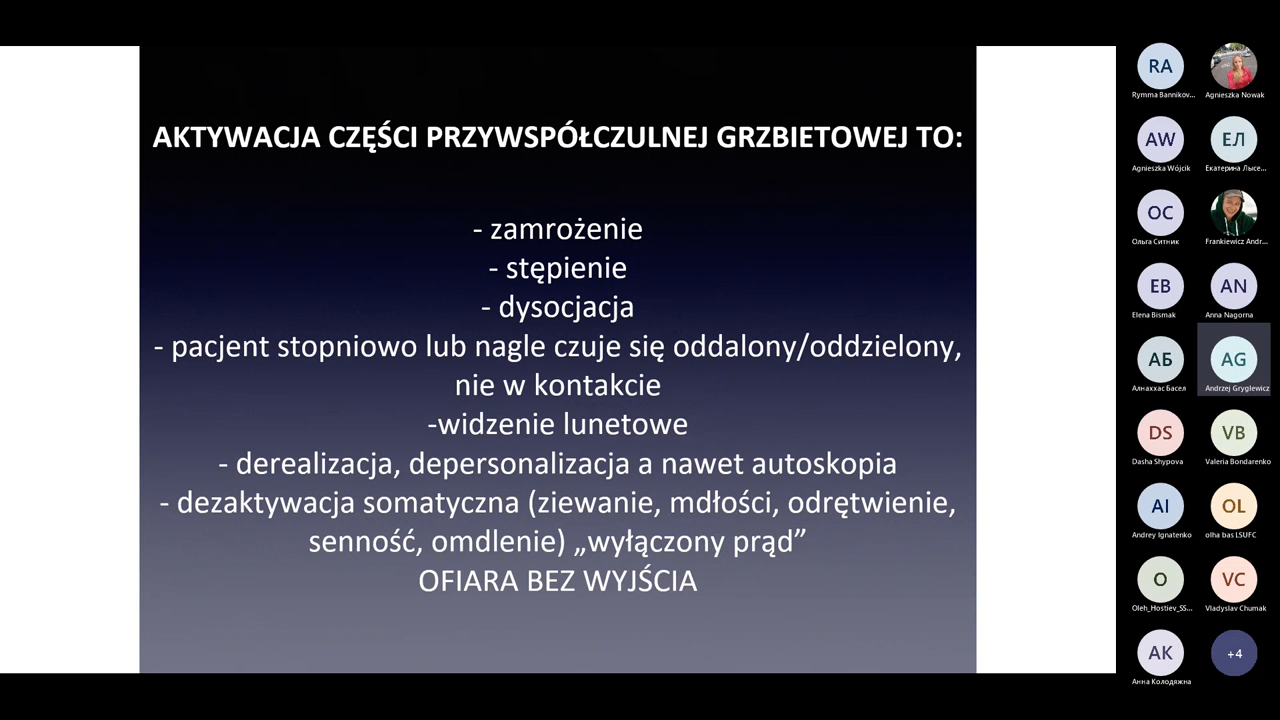 AKTYWACJA CZĘŚCI PRZYWSPÓŁCZULNEJ GRZBIETOWEJ TO:
- zamrożenie
- stępienie
- dysocjacja
- pacjent stopniowo lub nagle czuje się oddalony/oddzielony,
nie w kontakcie
-widzenie lunetowe
- derealizacja, depersonalizacja a nawet autoskopia
- dezaktywacja somatyczna (ziewanie, mdłości, odrętwienie,
senność, omdlenie) „wyłączony prąd”
OFIARA BEZ WYJŚCIA
RA
Rymma Bannikov...
Agnieszka Nowak
AW
Agnieszka Wójcik
ЕЛ
Екатерина Лысе...
ОС
Ольга Ситник
Frankiewicz Andr...
EB
Elena Bismak
AN
Anna Nagorna
АБ
Алнаххас Басел
AG
Andrzej Gryglewicz
DS
Dasha Shypova
VB
Valeria Bondarenko
AI
Andrey Ignatenko
OL
olha bas LSUFC
O
Oleh_Hostiev_SS...
VC
Vladyslav Chumak
АК
Анна Колодяжна
+4